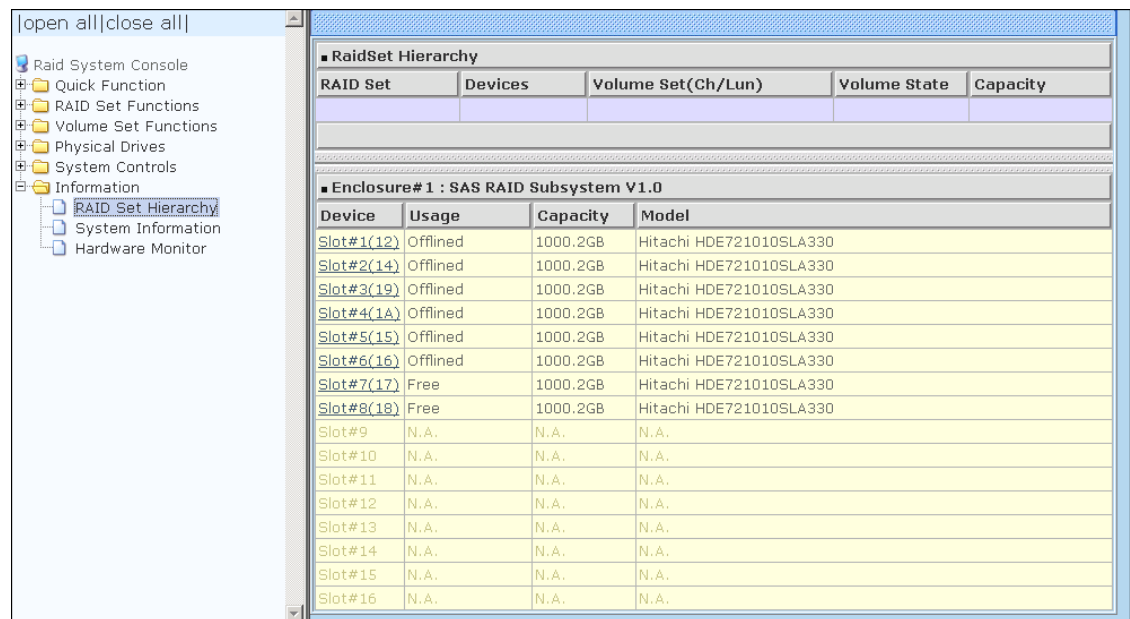 |open all|close all|
Raid System Console
Quick Function
RAID Set Functions
Volume Set Functions
Physical Drives
System Controls
Information
RAID Set Hierarchy
System Information
Hardware Monitor
RaidSet Hierarchy
RAID Set Devices Volume Set(Ch/Lun) Volume State Capacity
Enclosure#1 : SAS RAID Subsystem V1.0
Device Usage Capacity Model
Slot#1(12) Offlined 1000.2GB Hitachi HDE721010SLA330
Slot#2(14) Offlined 1000.2GB Hitachi HDE721010SLA330
Slot#3(19) Offlined 1000.2GB Hitachi HDE721010SLA330
Slot#4(1A) Offlined 1000.2GB Hitachi HDE721010SLA330
Slot#5(15) Offlined 1000.2GB Hitachi HDE721010SLA330
Slot#6(16) Offlined 1000.2GB Hitachi HDE721010SLA330
Slot#7(17) Free 1000.2GB Hitachi HDE721010SLA330
Slot#8(18) Free 1000.2GB Hitachi HDE721010SLA330
Slot#9 N.A. N.A. N.A.
Slot#10 N.A. N.A. N.A.
Slot#11 N.A. N.A. N.A.
Slot#12 N.A. N.A. N.A.
Slot#13 N.A. N.A. N.A.
Slot#14 N.A. N.A. N.A.
Slot#15 N.A. N.A. N.A.
Slot#16 N.A. N.A. N.A.